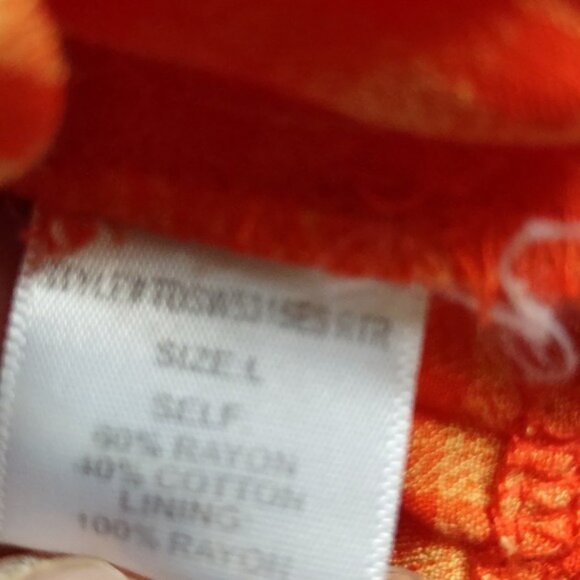 SIZE L
SELF
60% RAYON
40% COTTON
LINING
100% RAYON